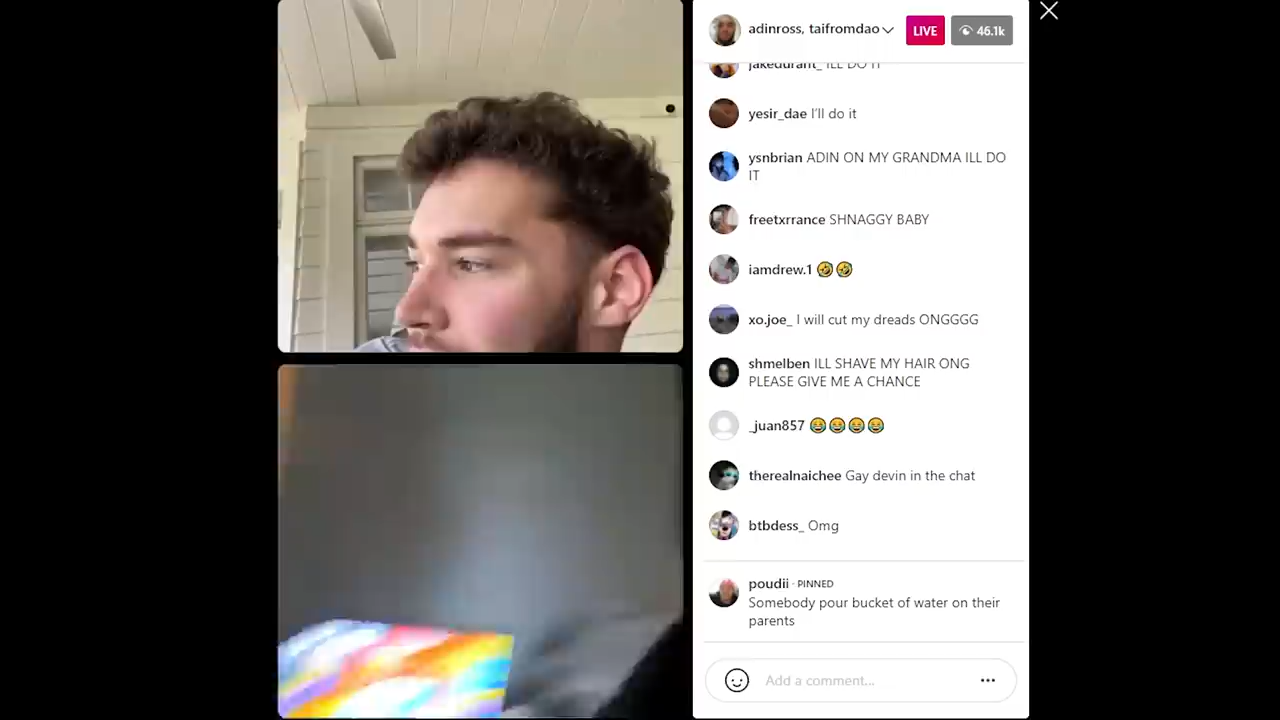 adinross, taifromdao
LIVE
46.1k
jakedurant_ ILL DO IT
yesir_dae I'll do it
ysnbrian ADIN ON MY GRANDMA ILL DO
IT
freetxrrance SHNAGGY BABY
iamdrew.1 🤣🤣
xo.joe_ I will cut my dreads ONGGGG
shmelben ILL SHAVE MY HAIR ONG
PLEASE GIVE ME A CHANCE
_juan857 😂😂😂😂
therealnaichee Gay devin in the chat
btbdess_ Omg
poudii · PINNED
Somebody pour bucket of water on their
parents
Add a comment...